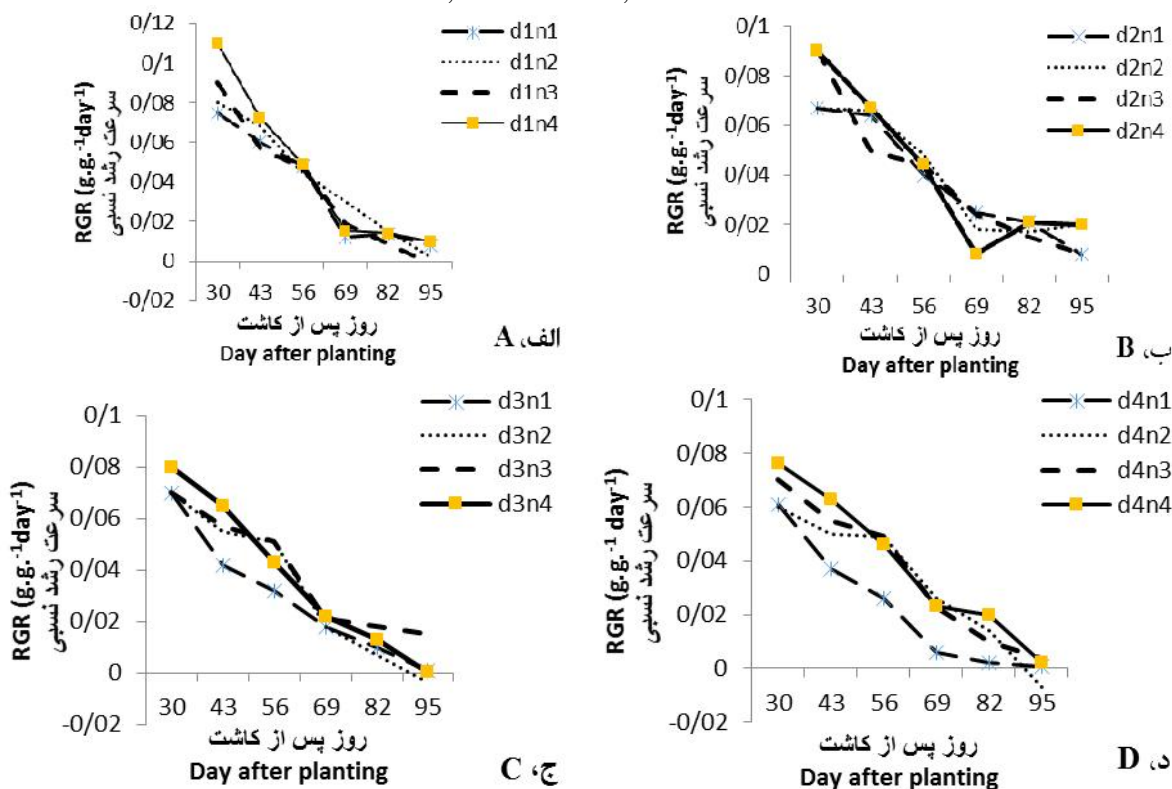 0/12
0/1
0/08
0/06
0/04
0/02
0
-0/02
RGR (g.g.⁻¹day⁻¹)
سرعت رشد نسبی
d1n1
d1n2
d1n3
d1n4
30 43 56 69 82 95
روز پس از کاشت
Day after planting
الف، A
0/1
0/08
0/06
0/04
0/02
0
RGR (g.g.⁻¹day⁻¹)
سرعت رشد نسبی
d2n1
d2n2
d2n3
d2n4
30 43 56 69 82 95
روز پس از کاشت
Day after planting
ب، B
0/1
0/08
0/06
0/04
0/02
0
-0/02
RGR (g.g.⁻¹day⁻¹)
سرعت رشد نسبی
d3n1
d3n2
d3n3
d3n4
30 43 56 69 82 95
روز پس از کاشت
Day after planting
ج، C
0/1
0/08
0/06
0/04
0/02
0
-0/02
RGR (g.g.⁻¹ day⁻¹)
سرعت رشد نسبی
d4n1
d4n2
d4n3
d4n4
30 43 56 69 82 95
روز پس از کاشت
Day after planting
د، D